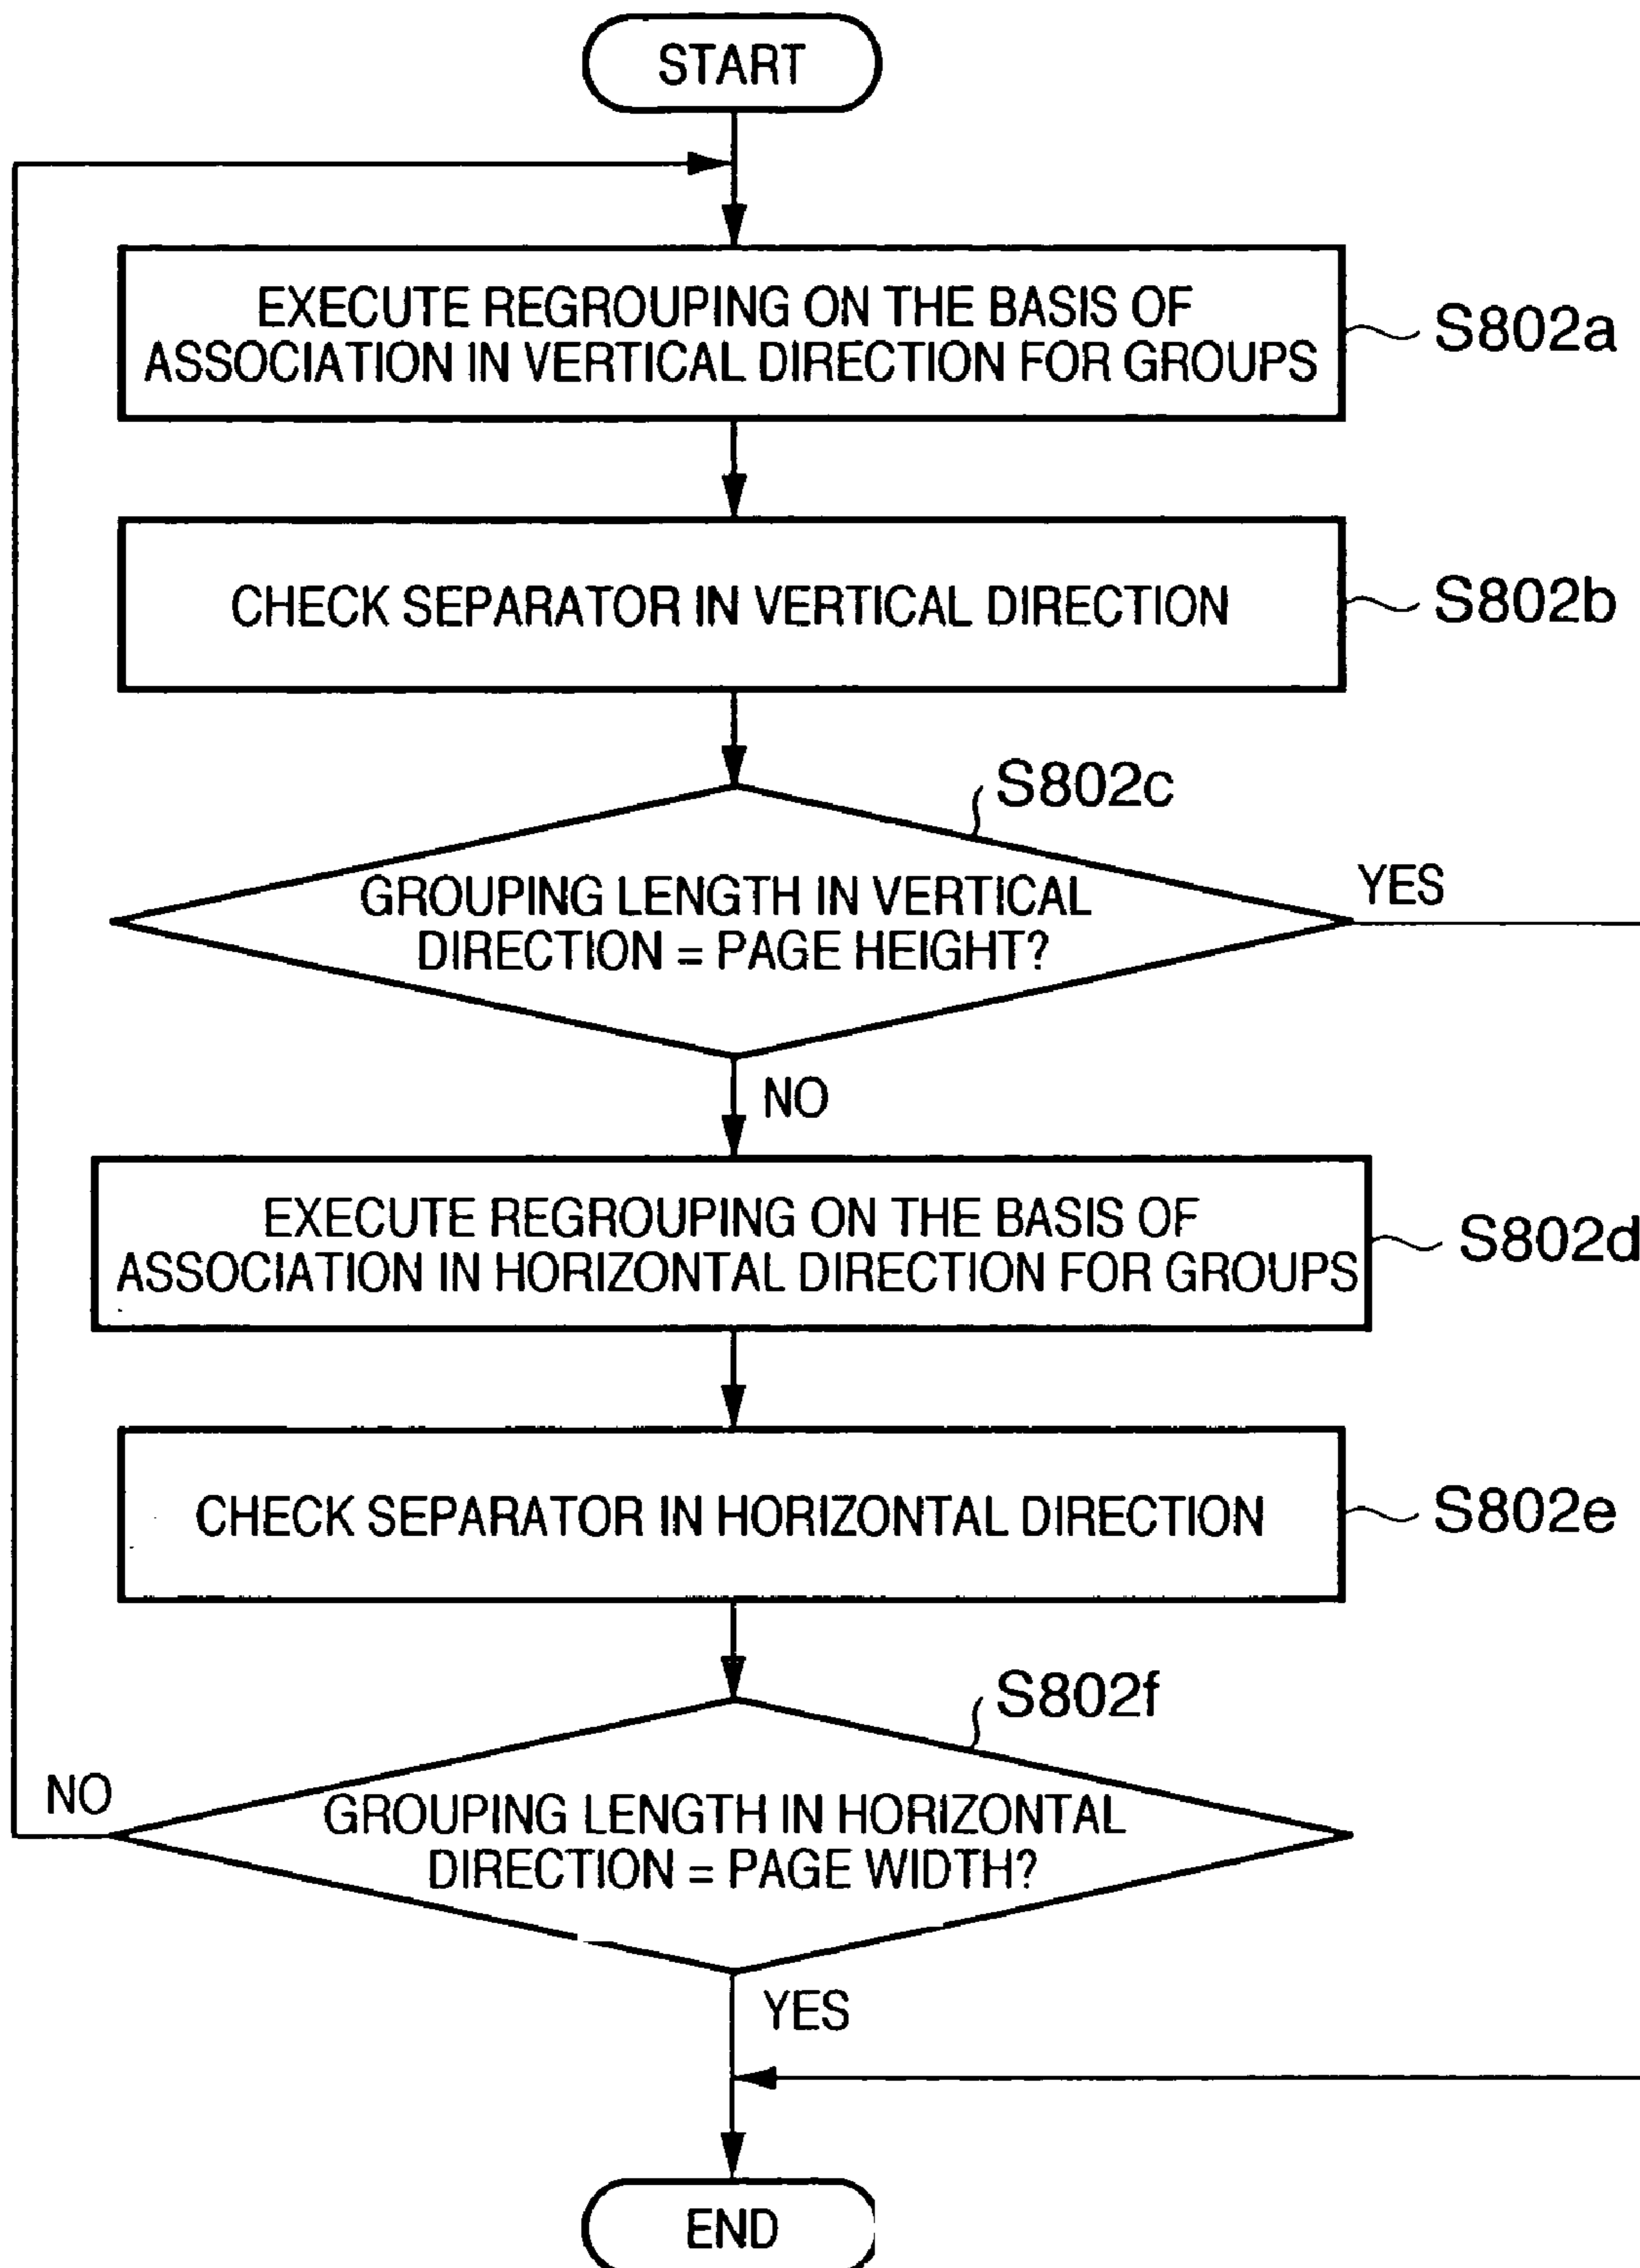 START
EXECUTE REGROUPING ON THE BASIS OF
ASSOCIATION IN VERTICAL DIRECTION FOR GROUPS
S802a
CHECK SEPARATOR IN VERTICAL DIRECTION
S802b
S802c
GROUPING LENGTH IN VERTICAL
DIRECTION = PAGE HEIGHT?
YES
NO
EXECUTE REGROUPING ON THE BASIS OF
ASSOCIATION IN HORIZONTAL DIRECTION FOR GROUPS
S802d
CHECK SEPARATOR IN HORIZONTAL DIRECTION
S802e
S802f
NO
GROUPING LENGTH IN HORIZONTAL
DIRECTION = PAGE WIDTH?
YES
END